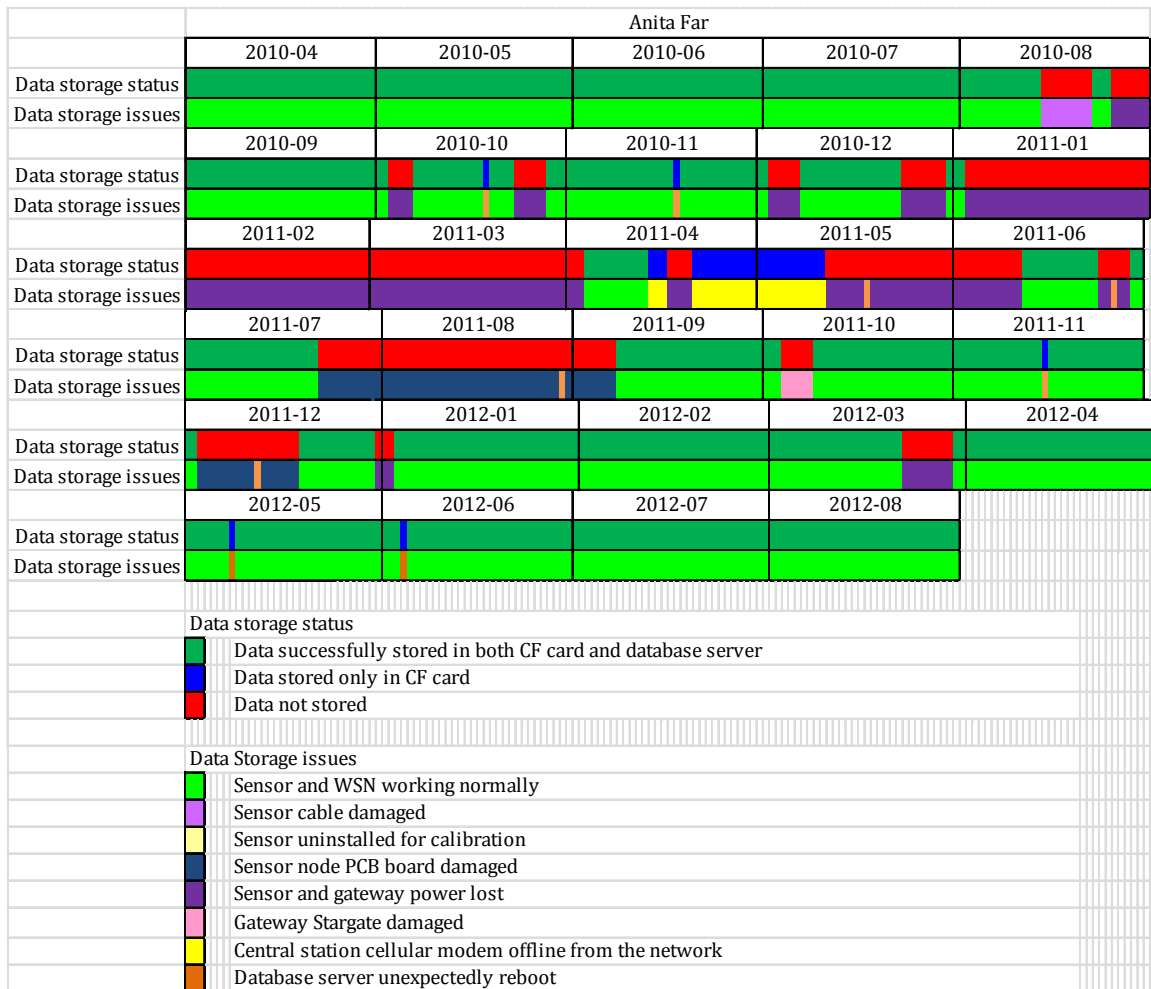 Anita Far
2010-04 2010-05 2010-06 2010-07 2010-08
Data storage status
Data storage issues
2010-09 2010-10 2010-11 2010-12 2011-01
Data storage status
Data storage issues
2011-02 2011-03 2011-04 2011-05 2011-06
Data storage status
Data storage issues
2011-07 2011-08 2011-09 2011-10 2011-11
Data storage status
Data storage issues
2011-12 2012-01 2012-02 2012-03 2012-04
Data storage status
Data storage issues
2012-05 2012-06 2012-07 2012-08
Data storage status
Data storage issues
Data storage status
Data successfully stored in both CF card and database server
Data stored only in CF card
Data not stored
Data Storage issues
Sensor and WSN working normally
Sensor cable damaged
Sensor uninstalled for calibration
Sensor node PCB board damaged
Sensor and gateway power lost
Gateway Stargate damaged
Central station cellular modem offline from the network
Database server unexpectedly reboot